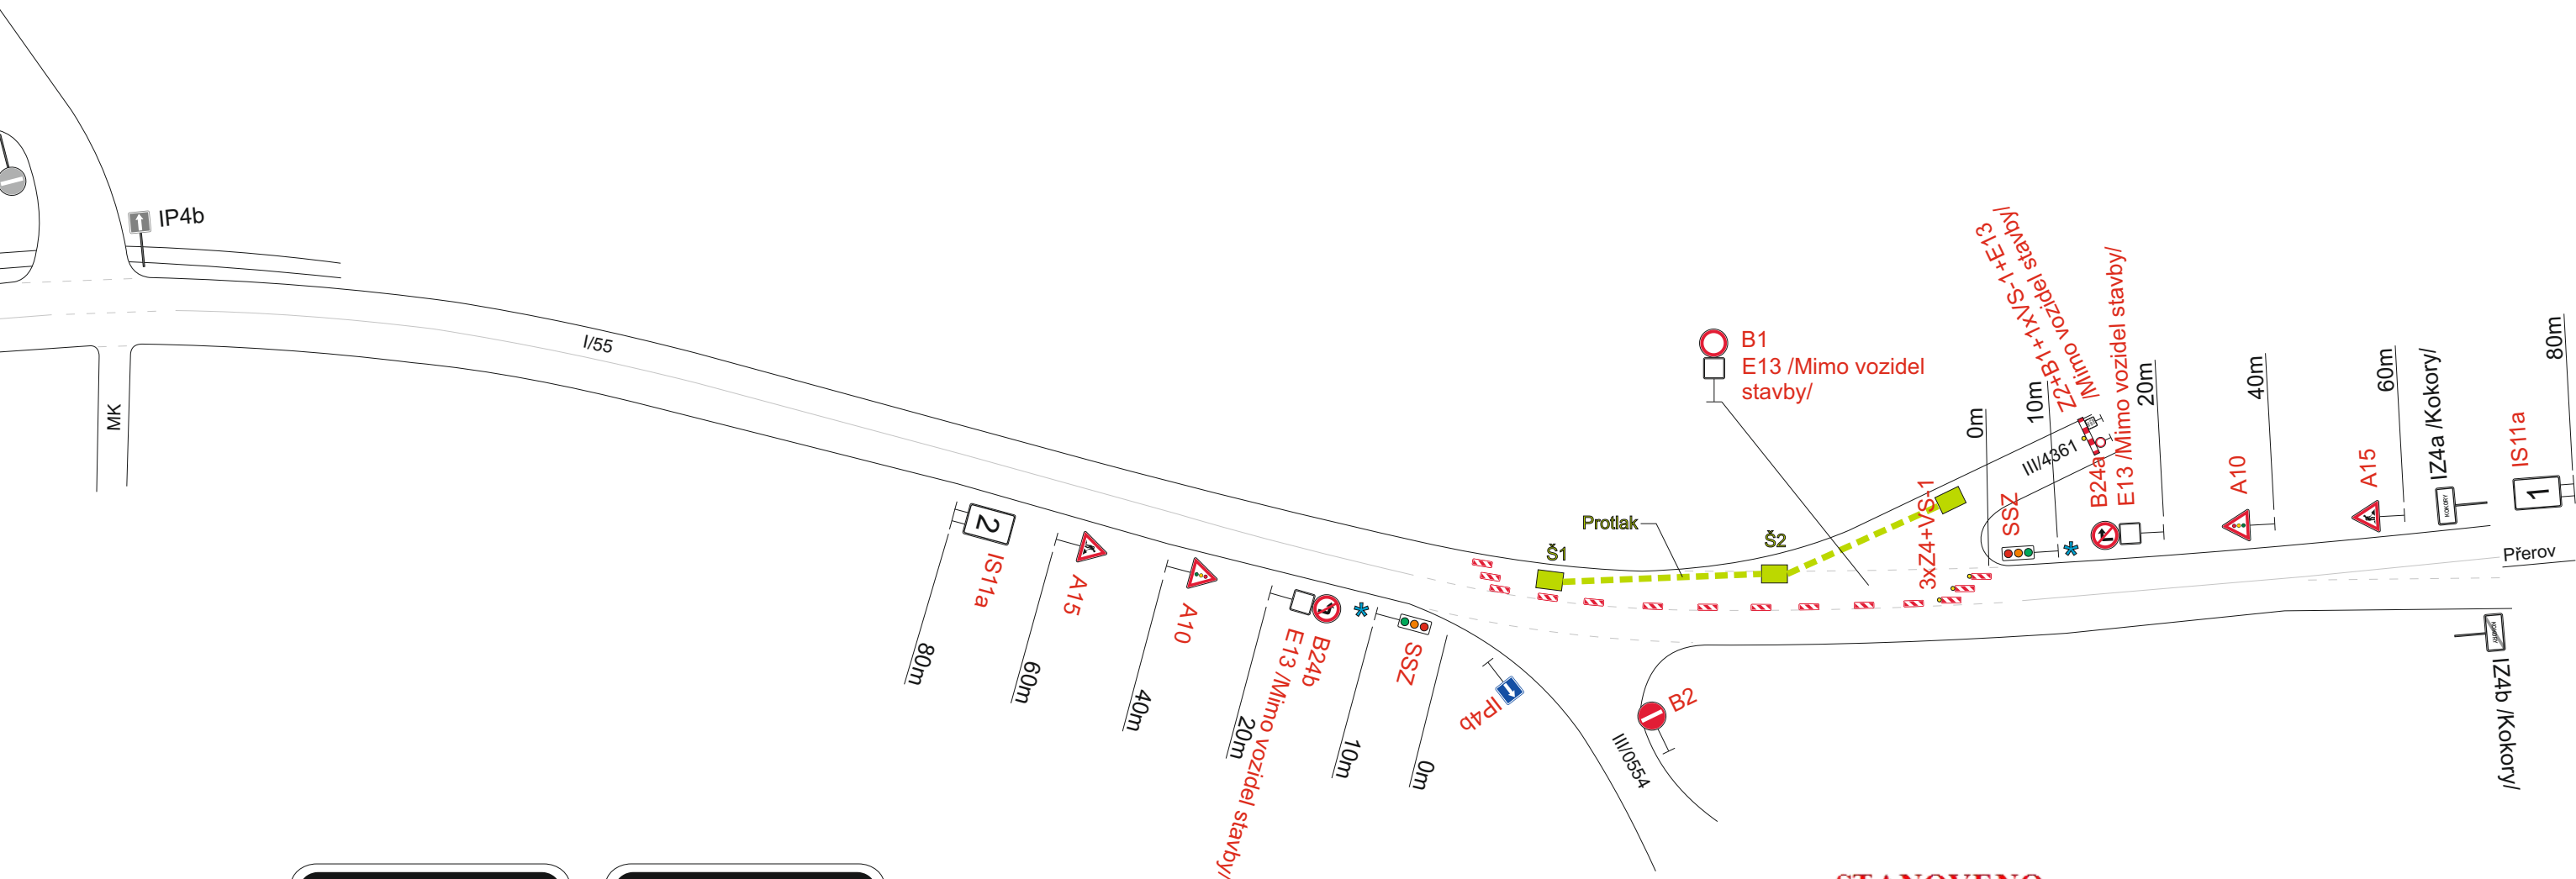 IP4b
MK
I/55
2
IS11a
A15
A10
B24b
E13 /Mimo vozidel stavby/
SSZ
80m
60m
40m
20m
10m
0m
IP4b
B2
III/0554
Š1
Protlak
Š2
B1
E13 /Mimo vozidel
stavby/
3xZ4+VS-1
Z2+B1+1xVS-1+E13
/Mimo vozidel stavby/
III/4361
SSZ
B24a
E13 /Mimo vozidel stavby/
A10
A15
IZ4a /Kokory/
KOKORY
IS11a
1
0m
10m
20m
40m
60m
80m
Přerov
KOKORY
IZ4b /Kokory/
STANOVENO